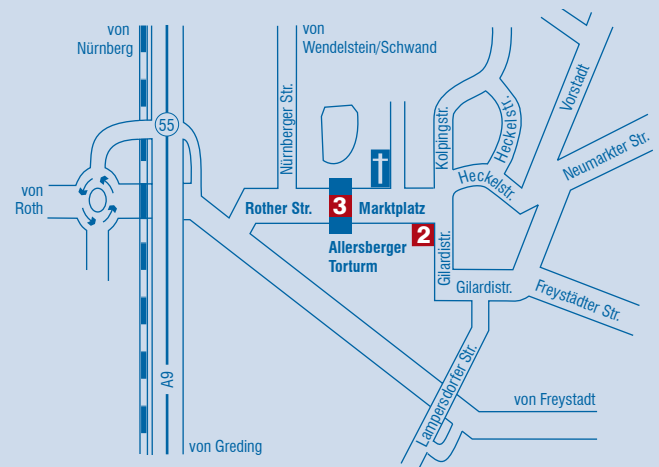 von
Nürnberg
von
Wendelstein/Schwand
55
Nürnberger Str.
Kolpingstr.
Heckelstr.
Vorstadt
Neumarkter Str.
Heckelstr.
von
Roth
Rother Str.
3
Marktplatz
2
Allersberger
Torturm
Gilardistr.
Gilardistr.
Freystädter Str.
Lampersdorfer Str.
A9
von Freystadt
von Greding